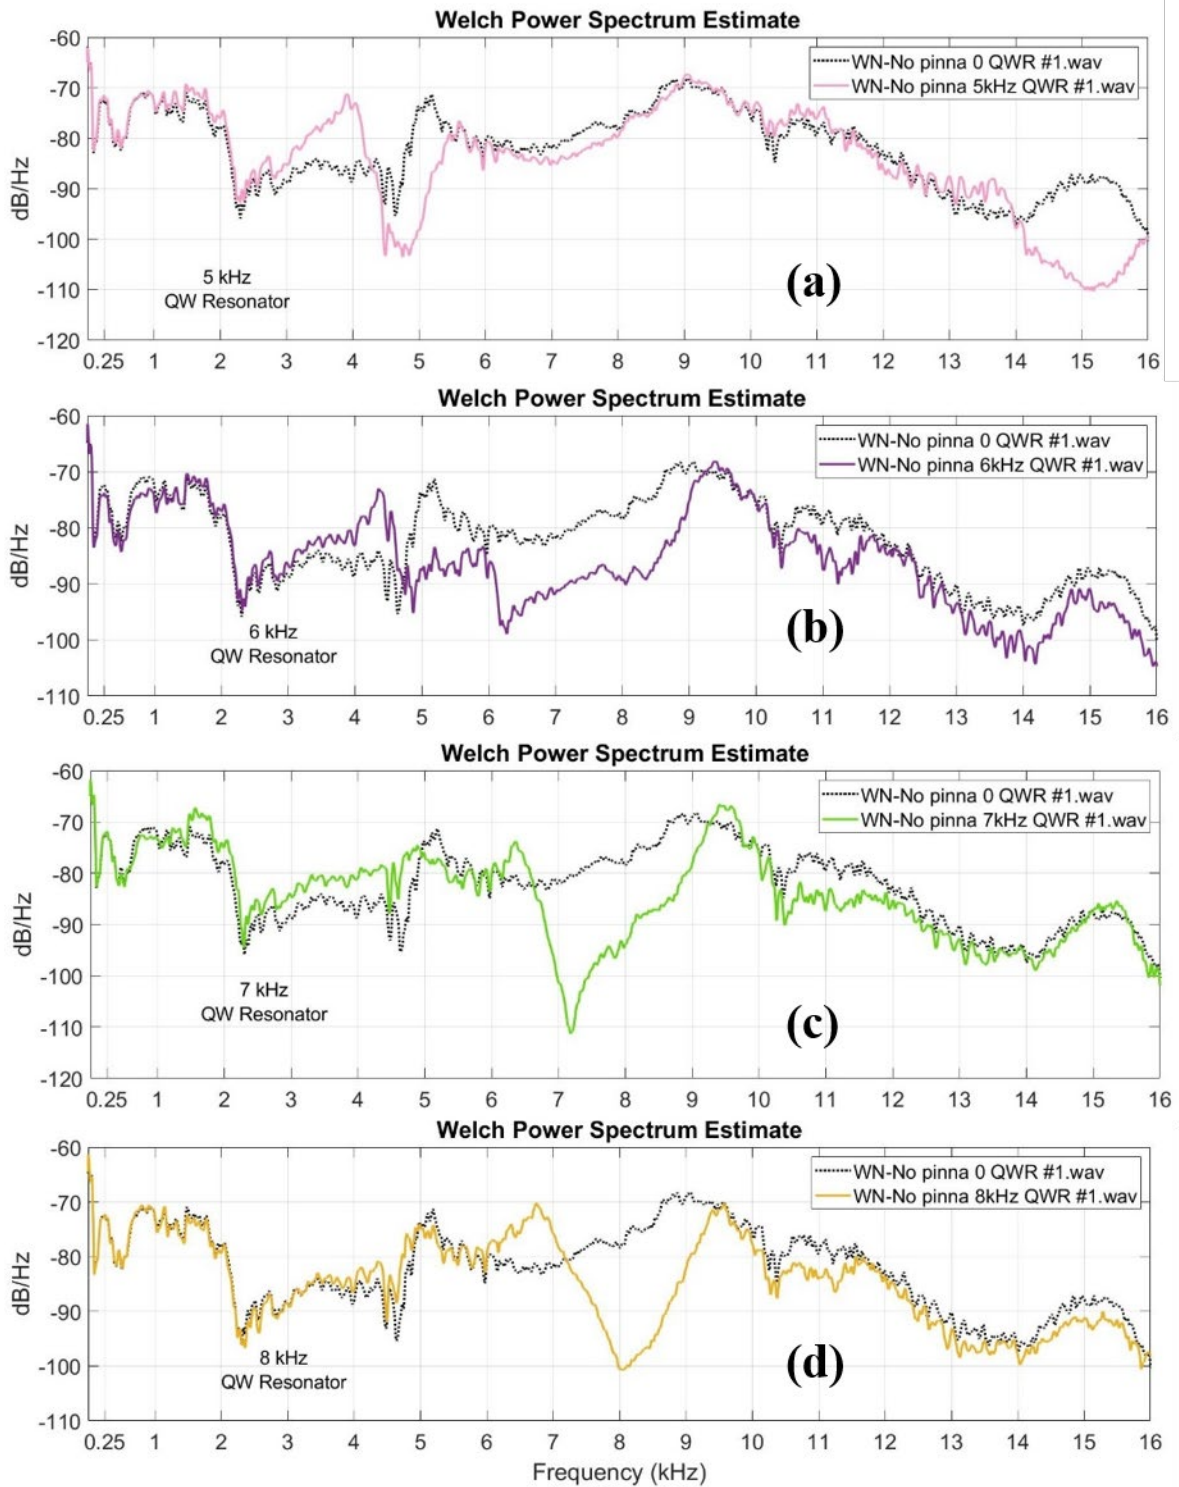 Welch Power Spectrum Estimate
-60
-70
-80
-90
-100
-110
-120
dB/Hz
WN-No pinna 0 QWR #1.wav
WN-No pinna 5kHz QWR #1.wav
5 kHz
QW Resonator
(a)
0.25 1 2 3 4 5 6 7 8 9 10 11 12 13 14 15 16
Welch Power Spectrum Estimate
-60
-70
-80
-90
-100
-110
dB/Hz
WN-No pinna 0 QWR #1.wav
WN-No pinna 6kHz QWR #1.wav
6 kHz
QW Resonator
(b)
0.25 1 2 3 4 5 6 7 8 9 10 11 12 13 14 15 16
Welch Power Spectrum Estimate
-60
-70
-80
-90
-100
-110
-120
dB/Hz
WN-No pinna 0 QWR #1.wav
WN-No pinna 7kHz QWR #1.wav
7 kHz
QW Resonator
(c)
0.25 1 2 3 4 5 6 7 8 9 10 11 12 13 14 15 16
Welch Power Spectrum Estimate
-60
-70
-80
-90
-100
-110
dB/Hz
WN-No pinna 0 QWR #1.wav
WN-No pinna 8kHz QWR #1.wav
8 kHz
QW Resonator
(d)
0.25 1 2 3 4 5 6 7 8 9 10 11 12 13 14 15 16
Frequency (kHz)